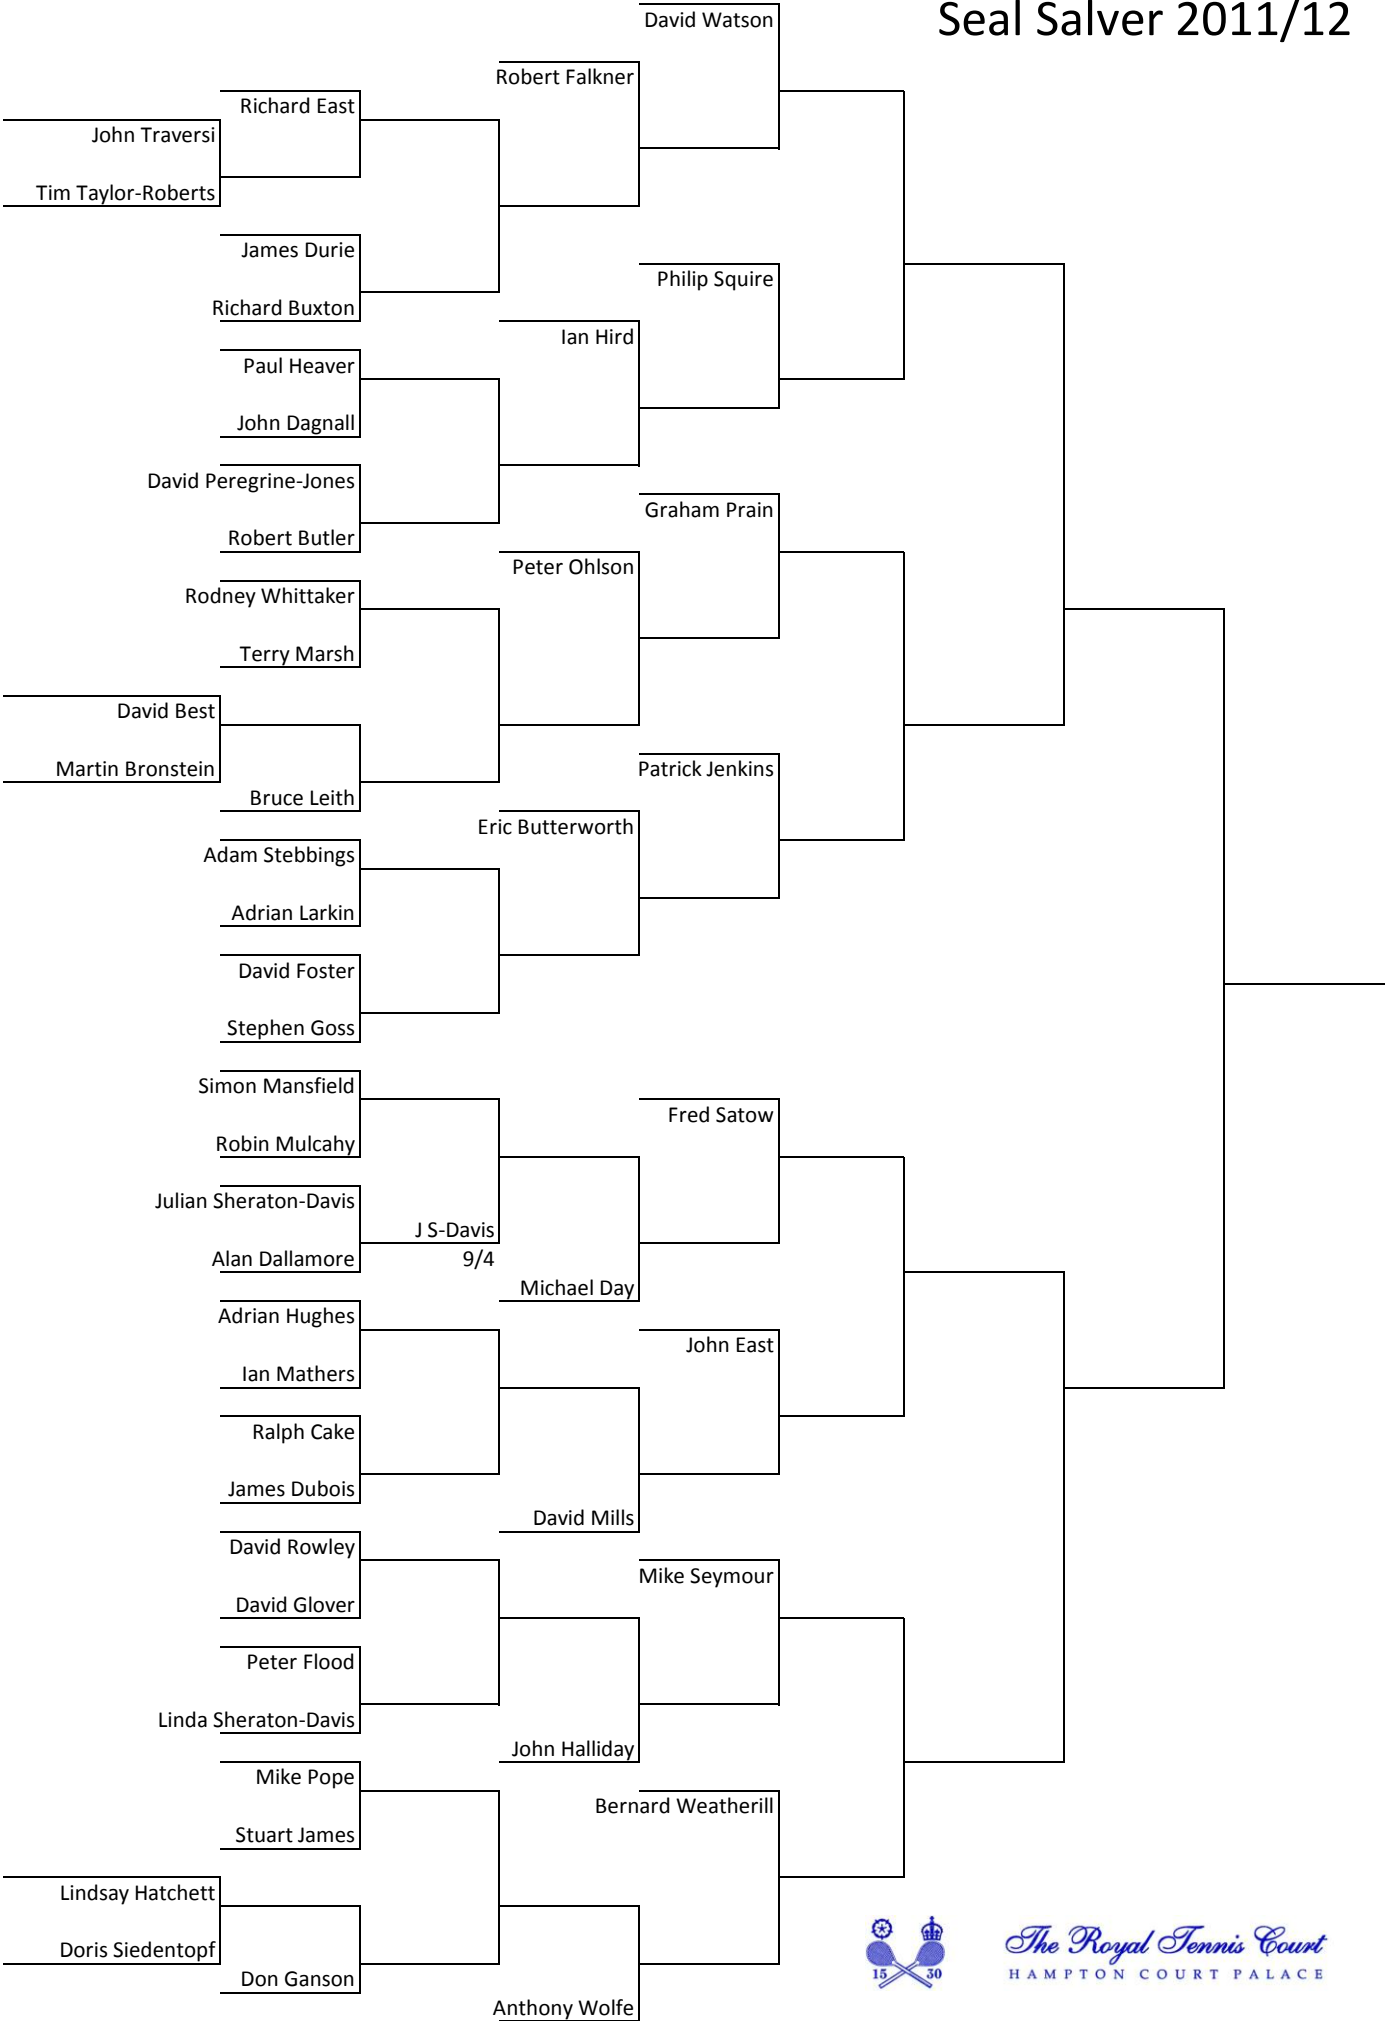 Seal Salver 2011/12
David Watson
Robert Falkner
Richard East
John Traversi
Tim Taylor-Roberts
James Durie
Philip Squire
Richard Buxton
Ian Hird
Paul Heaver
John Dagnall
David Peregrine-Jones
Graham Prain
Robert Butler
Peter Ohlson
Rodney Whittaker
Terry Marsh
David Best
Martin Bronstein
Patrick Jenkins
Bruce Leith
Eric Butterworth
Adam Stebbings
Adrian Larkin
David Foster
Stephen Goss
Simon Mansfield
Fred Satow
Robin Mulcahy
Julian Sheraton-Davis
J S-Davis
Alan Dallamore
9/4
Michael Day
Adrian Hughes
John East
Ian Mathers
Ralph Cake
James Dubois
David Mills
David Rowley
Mike Seymour
David Glover
Peter Flood
Linda Sheraton-Davis
John Halliday
Mike Pope
Bernard Weatherill
Stuart James
Lindsay Hatchett
Doris Siedentopf
Don Ganson
Anthony Wolfe
15 30
The Royal Tennis Court
HAMPTON COURT PALACE